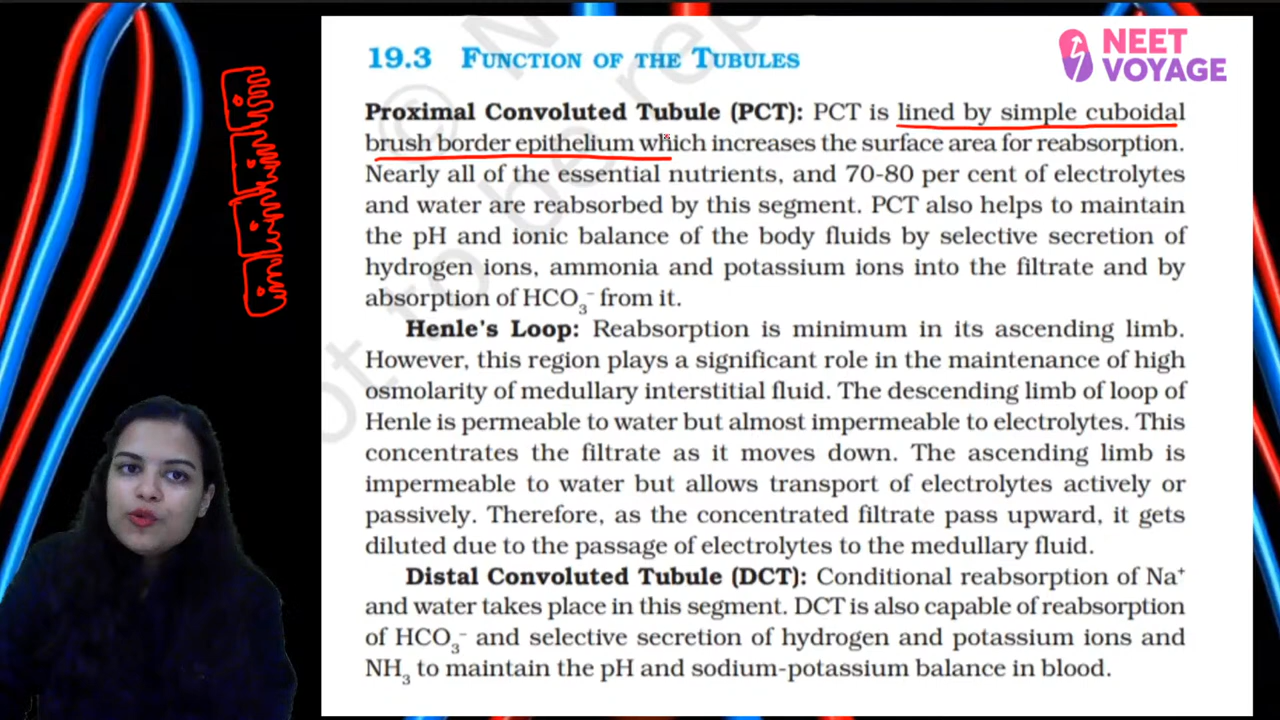 NEET
VOYAGE
19.3 FUNCTION OF THE TUBULES
Proximal Convoluted Tubule (PCT): PCT is lined by simple cuboidal
brush border epithelium which increases the surface area for reabsorption.
Nearly all of the essential nutrients, and 70-80 per cent of electrolytes
and water are reabsorbed by this segment. PCT also helps to maintain
the pH and ionic balance of the body fluids by selective secretion of
hydrogen ions, ammonia and potassium ions into the filtrate and by
absorption of HCO₃⁻ from it.
Henle's Loop: Reabsorption is minimum in its ascending limb.
However, this region plays a significant role in the maintenance of high
osmolarity of medullary interstitial fluid. The descending limb of loop of
Henle is permeable to water but almost impermeable to electrolytes. This
concentrates the filtrate as it moves down. The ascending limb is
impermeable to water but allows transport of electrolytes actively or
passively. Therefore, as the concentrated filtrate pass upward, it gets
diluted due to the passage of electrolytes to the medullary fluid.
Distal Convoluted Tubule (DCT): Conditional reabsorption of Na⁺
and water takes place in this segment. DCT is also capable of reabsorption
of HCO₃⁻ and selective secretion of hydrogen and potassium ions and
NH₃ to maintain the pH and sodium-potassium balance in blood.